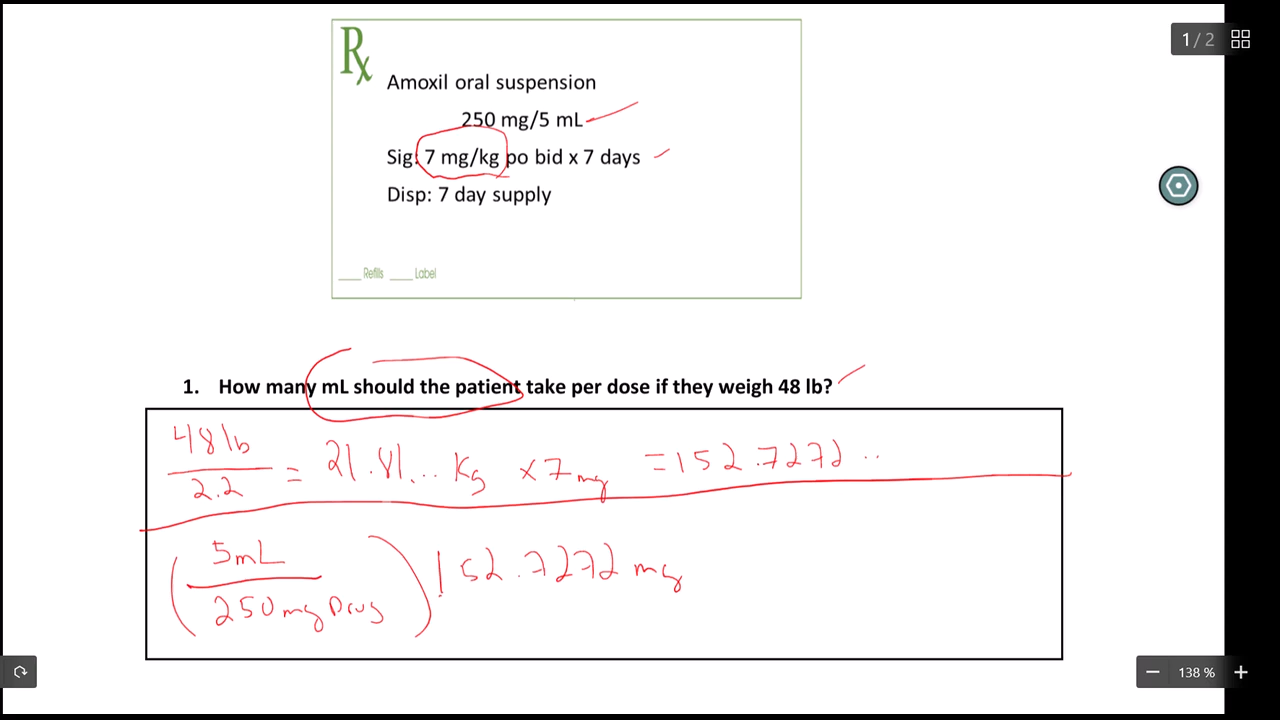 1 / 2
Rx
Amoxil oral suspension
250 mg/5 mL
Sig: 7 mg/kg po bid x 7 days
Disp: 7 day supply
____ Refills ____ Label
1. How many mL should the patient take per dose if they weigh 48 lb?
48 lb
2.2
= 21.81... Kg x 7 mg = 152.7272 ..
5mL
250 mg Drug
152.7272 mg
138 %